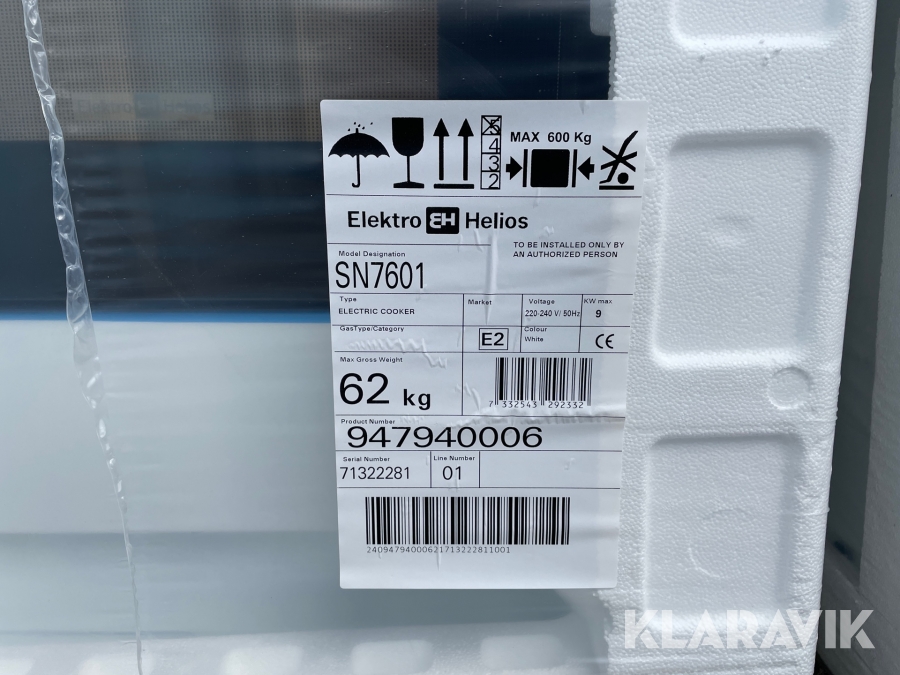 5
4
3
2
MAX 600 Kg
Elektro EH Helios
TO BE INSTALLED ONLY BY
AN AUTHORIZED PERSON
Model Designation
SN7601
Type
ELECTRIC COOKER
Market
Voltage
220-240 V/ 50Hz
KW max
9
GasType/Category
E2
Colour
White
CE
Max Gross Weight
62 kg
7 332543 292332
Product Number
947940006
Serial Number
71322281
Line Number
01
24094794000621713222811001
KLARAVIK